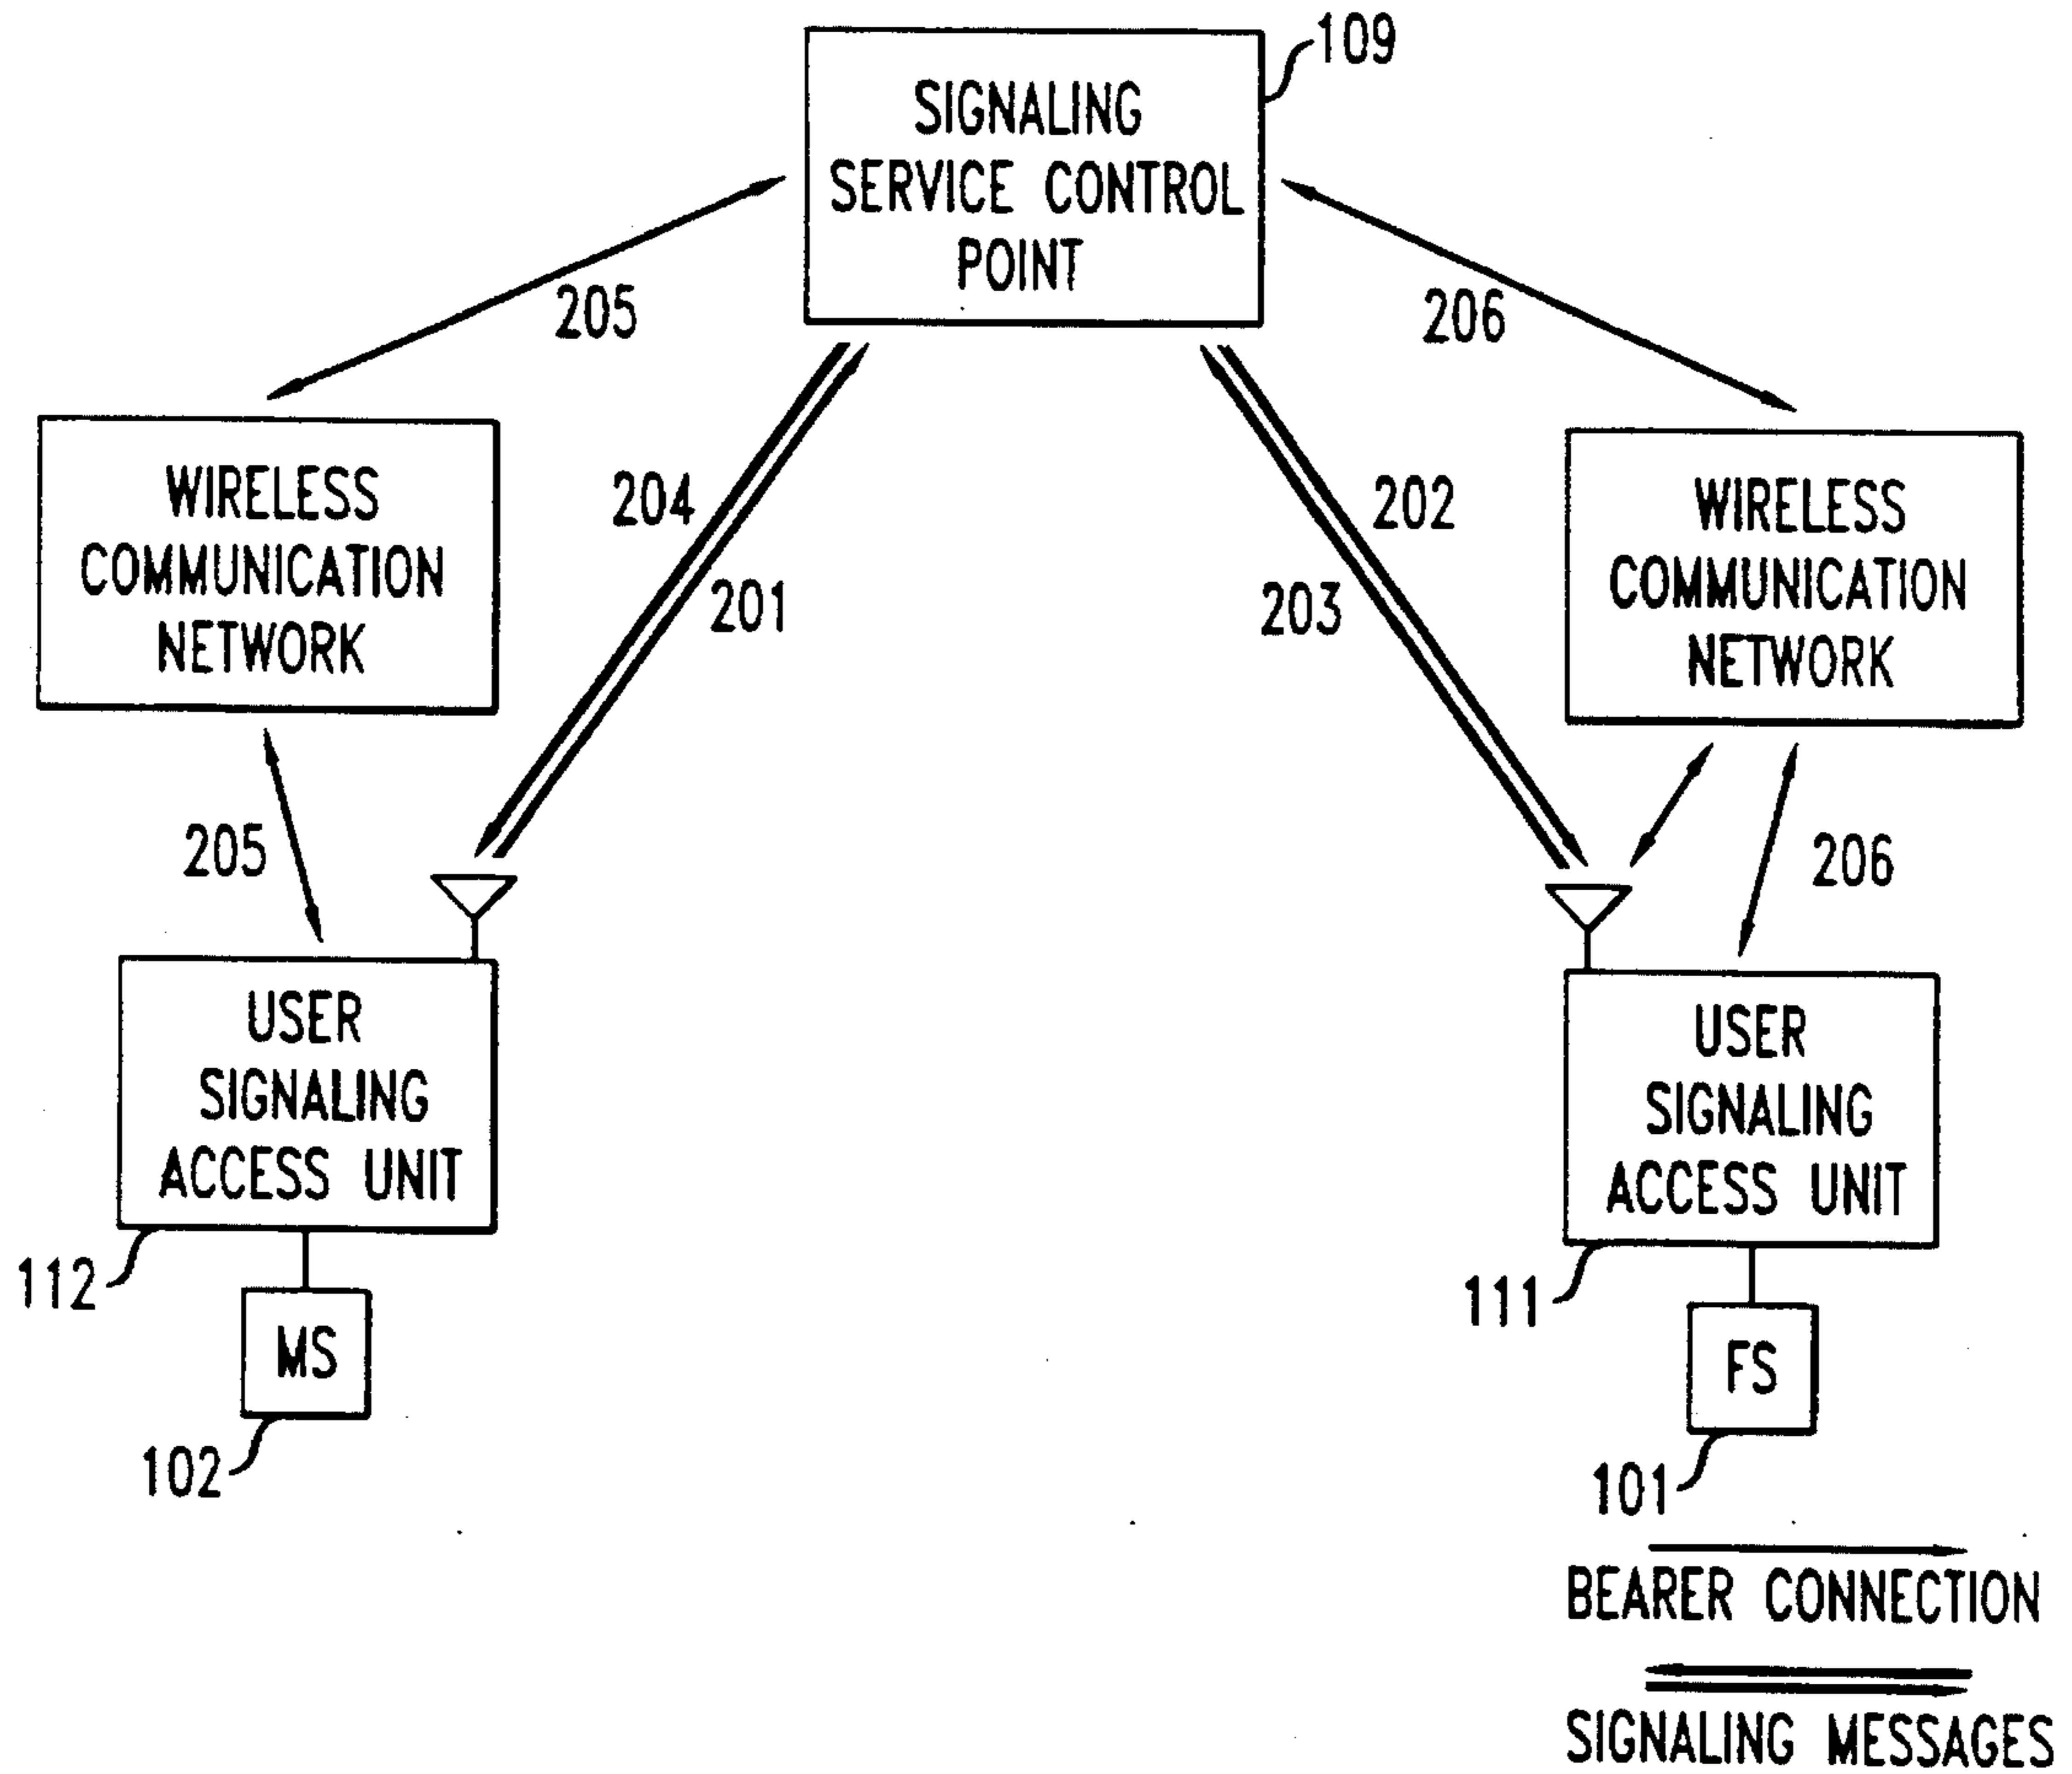 109
SIGNALING
SERVICE CONTROL
POINT
205
206
WIRELESS
COMMUNICATION
NETWORK
204
201
202
203
WIRELESS
COMMUNICATION
NETWORK
205
206
USER
SIGNALING
ACCESS UNIT
USER
SIGNALING
ACCESS UNIT
112
111
MS
FS
102
101
BEARER CONNECTION
SIGNALING MESSAGES